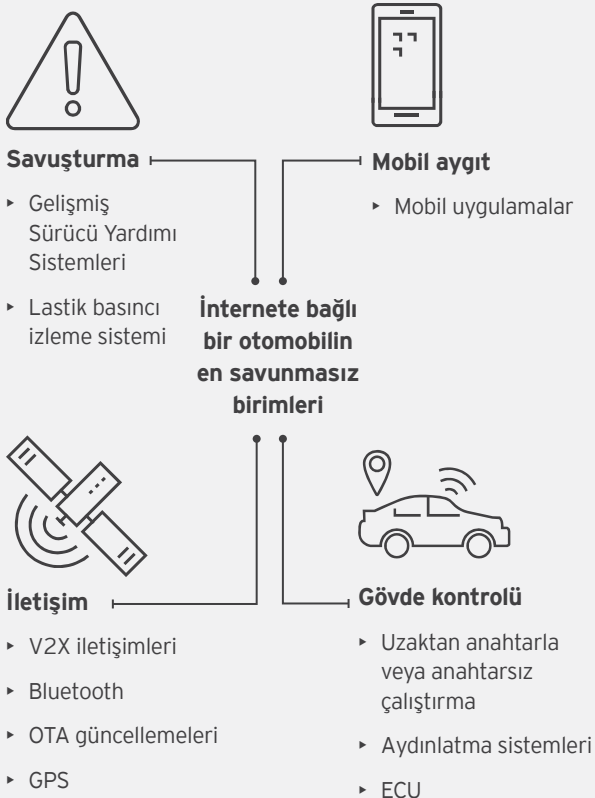 Savuşturma
▸ Gelişmiş
Sürücü Yardımı
Sistemleri
▸ Lastik basıncı
izleme sistemi
Mobil aygıt
▸ Mobil uygulamalar
İnternete bağlı
bir otomobilin
en savunmasız
birimleri
İletişim
▸ V2X iletişimleri
▸ Bluetooth
▸ OTA güncellemeleri
▸ GPS
Gövde kontrolü
▸ Uzaktan anahtarla
veya anahtarsız
çalıştırma
▸ Aydınlatma sistemleri
▸ ECU